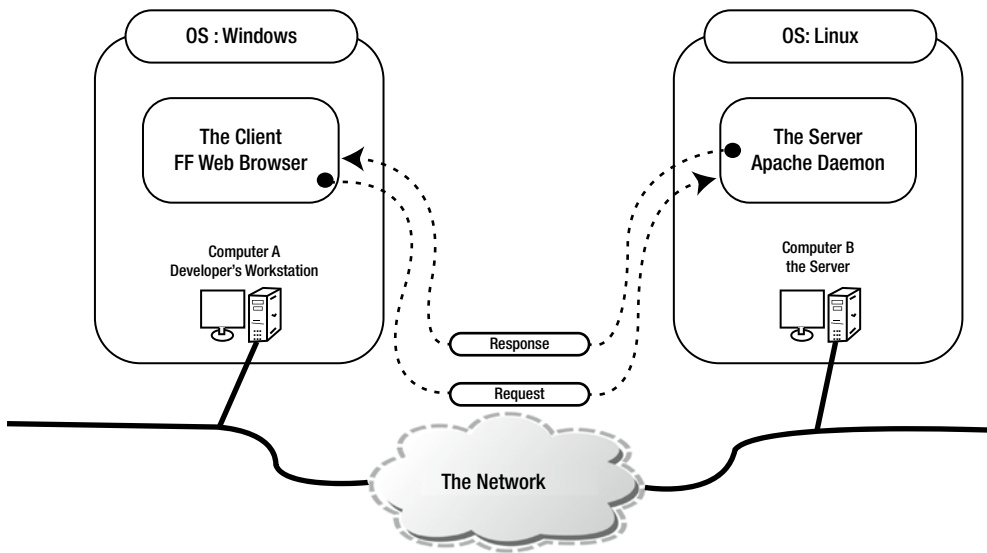 OS : Windows
OS: Linux
The Client
FF Web Browser
The Server
Apache Daemon
Computer A
Developer's Workstation
Computer B
the Server
Response
Request
The Network